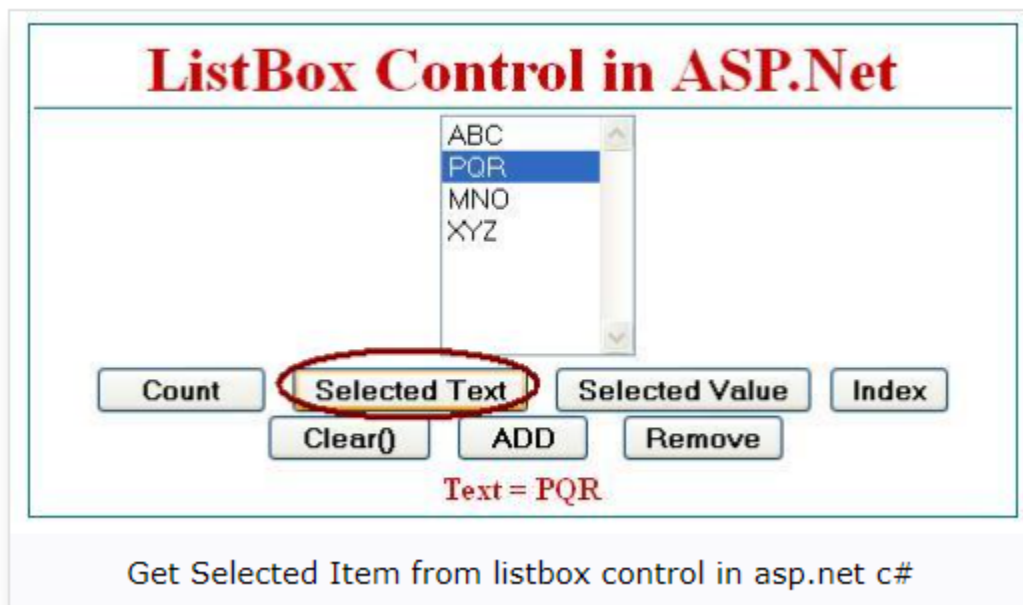 ListBox Control in ASP.Net
ABC
PQR
MNO
XYZ
Count Selected Text Selected Value Index
Clear() ADD Remove
Text = PQR
Get Selected Item from listbox control in asp.net c#